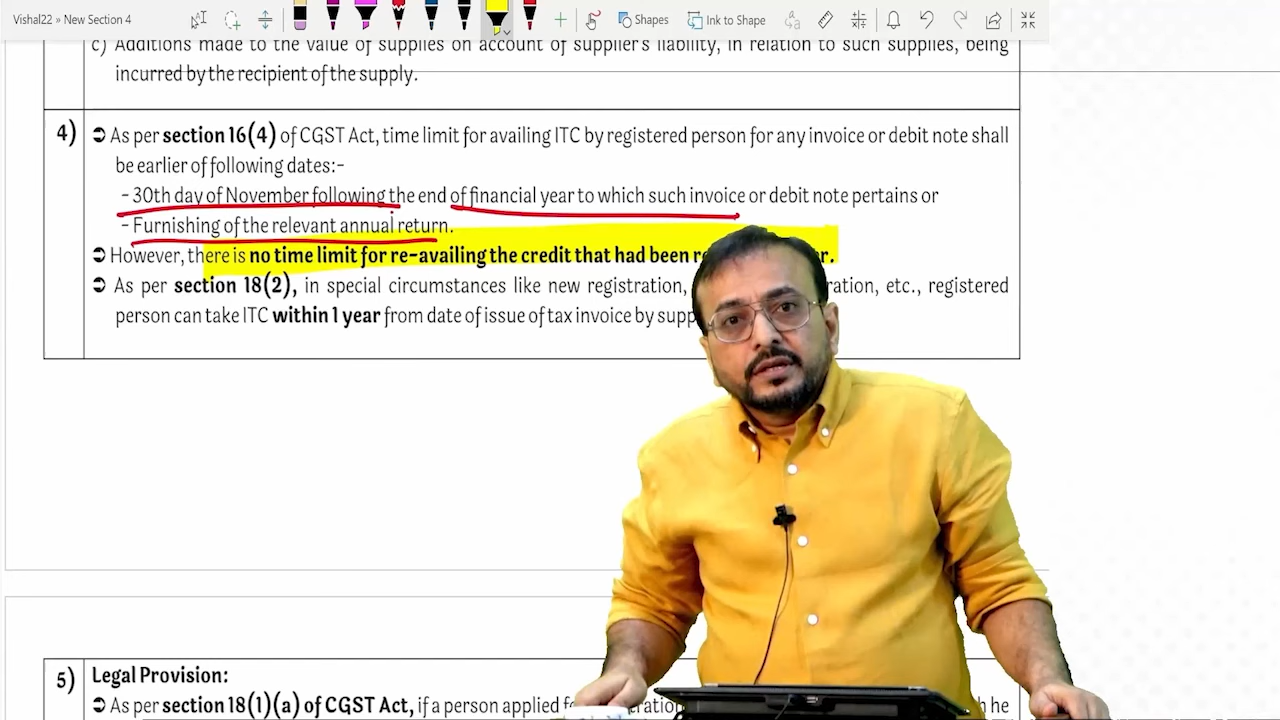 Vishal22 » New Section 4
Shapes
Ink to Shape
c) Additions made to the value of supplies on account of supplier's liability, in relation to such supplies, being
incurred by the recipient of the supply.
4)
➲ As per section 16(4) of CGST Act, time limit for availing ITC by registered person for any invoice or debit note shall
be earlier of following dates:-
- 30th day of November following the end of financial year to which such invoice or debit note pertains or
- Furnishing of the relevant annual return.
➲ However, there is no time limit for re-availing the credit that had been
➲ As per section 18(2), in special circumstances like new registration, etc., registered
person can take ITC within 1 year from date of issue of tax invoice by
5) Legal Provision:
➲ As per section 18(1)(a) of CGST Act, if a person applied he